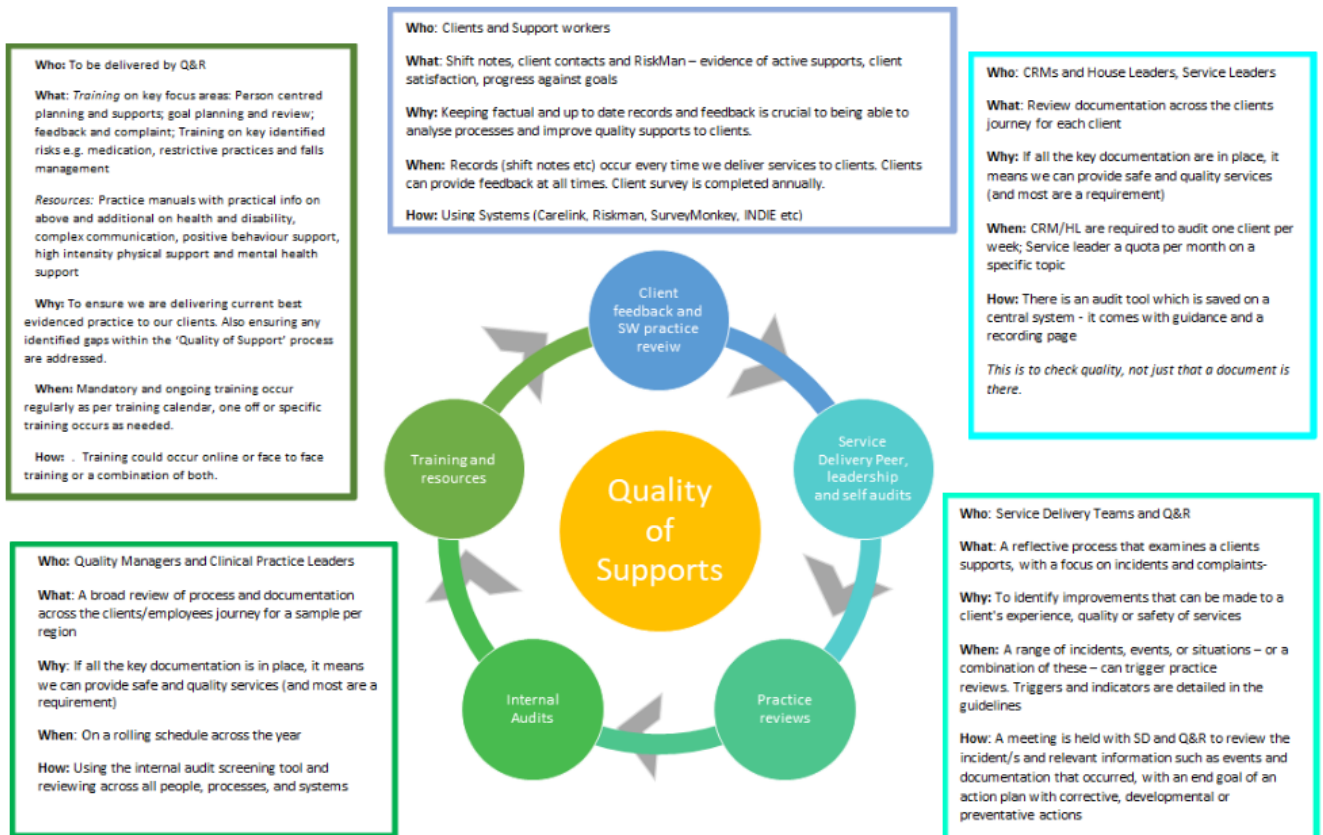 Who: Clients and Support workers
What: Shift notes, client contacts and RiskMan – evidence of active supports, client
satisfaction, progress against goals
Why: Keeping factual and up to date records and feedback is crucial to being able to
analyse processes and improve quality supports to clients.
When: Records (shift notes etc) occur every time we deliver services to clients. Clients
can provide feedback at all times. Client survey is completed annually.
How: Using Systems (Carelink, Riskman, SurveyMonkey, INDIE etc)
Who: To be delivered by Q&R
What: Training on key focus areas: Person centred
planning and supports; goal planning and review;
feedback and complaint; Training on key identified
risks e.g. medication, restrictive practices and falls
management
Resources: Practice manuals with practical info on
above and additional on health and disability,
complex communication, positive behaviour support,
high intensity physical support and mental health
support
Why: To ensure we are delivering current best
evidenced practice to our clients. Also ensuring any
identified gaps within the ‘Quality of Support’ process
are addressed.
When: Mandatory and ongoing training occur
regularly as per training calendar, one off or specific
training occurs as needed.
How: . Training could occur online or face to face
training or a combination of both.
Who: CRMs and House Leaders, Service Leaders
What: Review documentation across the clients
journey for each client
Why: If all the key documentation are in place, it
means we can provide safe and quality services
(and most are a requirement)
When: CRM/HL are required to audit one client per
week; Service leader a quota per month on a
specific topic
How: There is an audit tool which is saved on a
central system - it comes with guidance and a
recording page
This is to check quality, not just that a document is
there.
Client
feedback and
SW practice
reveiw
Training and
resources
Quality
of
Supports
Service
Delivery Peer,
leadership
and self audits
Internal
Audits
Practice
reviews
Who: Quality Managers and Clinical Practice Leaders
What: A broad review of process and documentation
across the clients/employees journey for a sample per
region
Why: If all the key documentation is in place, it means
we can provide safe and quality services (and most are a
requirement)
When: On a rolling schedule across the year
How: Using the internal audit screening tool and
reviewing across all people, processes, and systems
Who: Service Delivery Teams and Q&R
What: A reflective process that examines a clients
supports, with a focus on incidents and complaints-
Why: To identify improvements that can be made to a
client's experience, quality or safety of services
When: A range of incidents, events, or situations – or a
combination of these – can trigger practice
reviews. Triggers and indicators are detailed in the
guidelines
How: A meeting is held with SD and Q&R to review the
incident/s and relevant information such as events and
documentation that occurred, with an end goal of an
action plan with corrective, developmental or
preventative actions